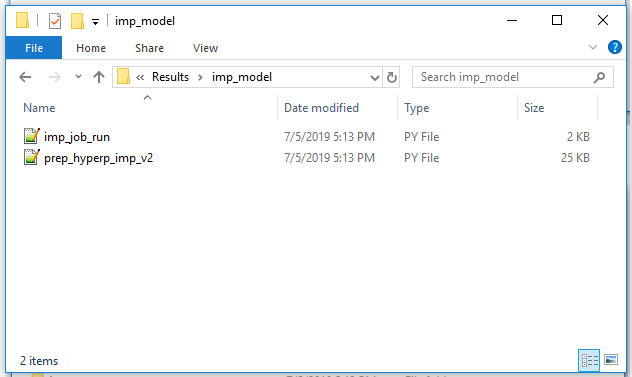 imp_model
File Home Share View
« Results › imp_model Search imp_model
Name Date modified Type Size
imp_job_run 7/5/2019 5:13 PM PY File 2 KB
prep_hyperp_imp_v2 7/5/2019 5:13 PM PY File 25 KB
2 items